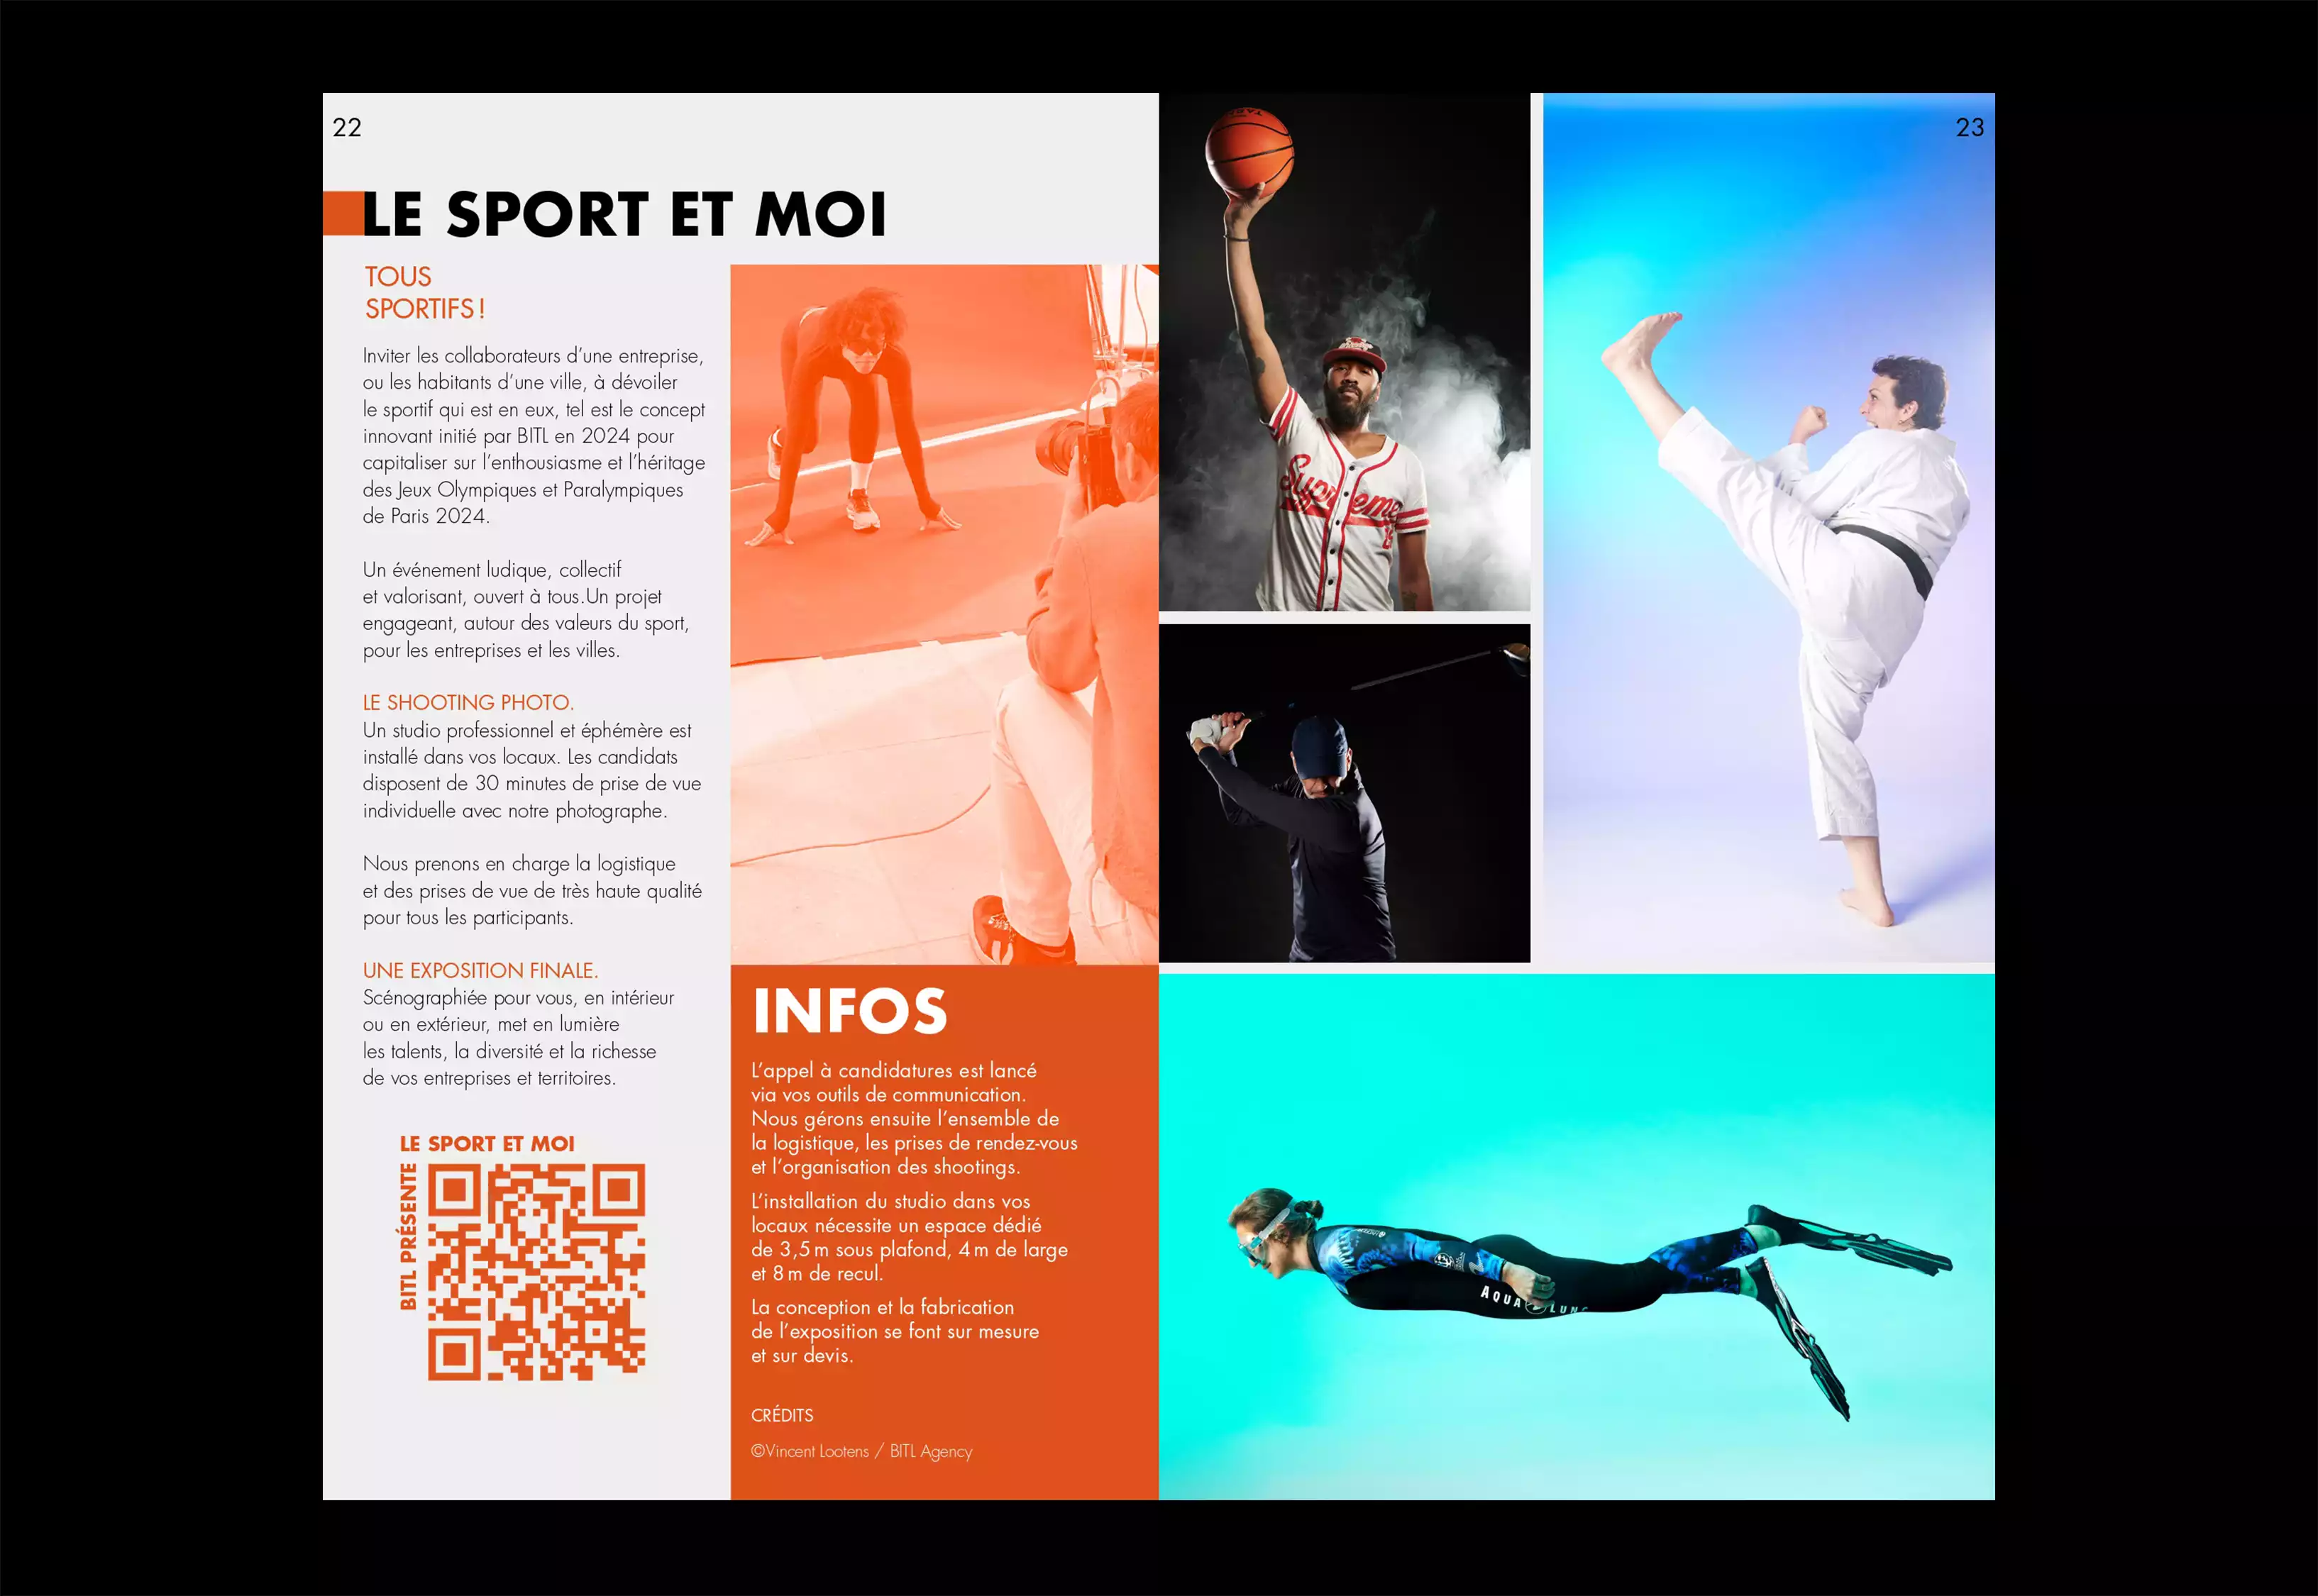 22
LE SPORT ET MOI
TOUS
SPORTIFS !
Inviter les collaborateurs d’une entreprise,
ou les habitants d’une ville, à dévoiler
le sportif qui est en eux, tel est le concept
innovant initié par BITL en 2024 pour
capitaliser sur l’enthousiasme et l’héritage
des Jeux Olympiques et Paralympiques
de Paris 2024.
Un événement ludique, collectif
et valorisant, ouvert à tous.Un projet
engageant, autour des valeurs du sport,
pour les entreprises et les villes.
LE SHOOTING PHOTO.
Un studio professionnel et éphémère est
installé dans vos locaux. Les candidats
disposent de 30 minutes de prise de vue
individuelle avec notre photographe.
Nous prenons en charge la logistique
et des prises de vue de très haute qualité
pour tous les participants.
UNE EXPOSITION FINALE.
Scénographiée pour vous, en intérieur
ou en extérieur, met en lumière
les talents, la diversité et la richesse
de vos entreprises et territoires.
LE SPORT ET MOI
BITL PRÉSENTE
INFOS
L’appel à candidatures est lancé
via vos outils de communication.
Nous gérons ensuite l’ensemble de
la logistique, les prises de rendez-vous
et l’organisation des shootings.
L’installation du studio dans vos
locaux nécessite un espace dédié
de 3,5 m sous plafond, 4 m de large
et 8 m de recul.
La conception et la fabrication
de l’exposition se font sur mesure
et sur devis.
CRÉDITS
©Vincent Lootens / BITL Agency
Supreme
23
AQUA LUNG